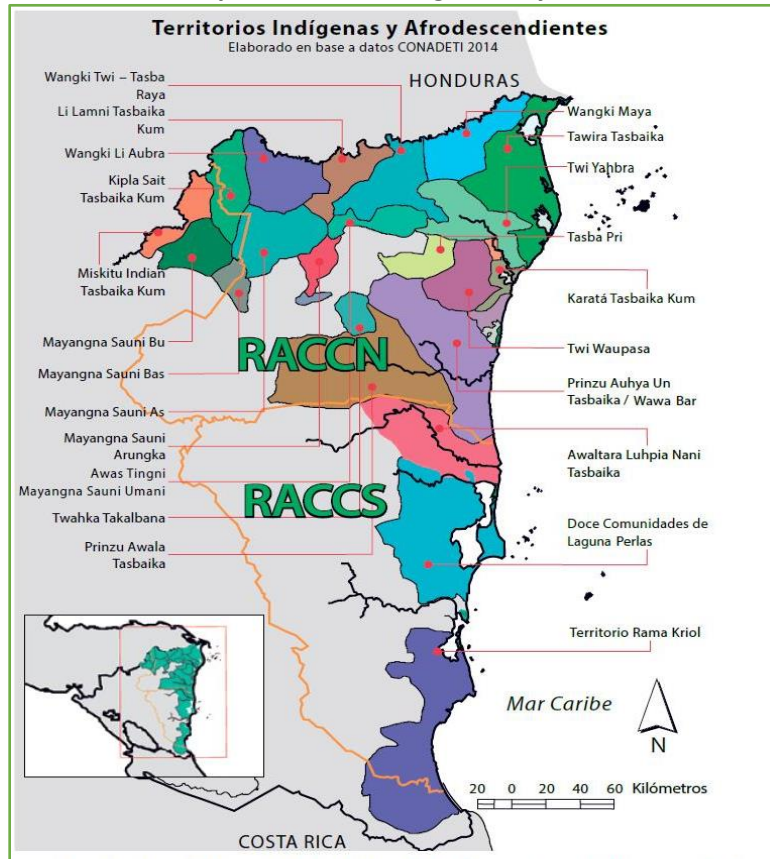 Territorios Indígenas y Afrodescendientes
Elaborado en base a datos CONADETI 2014
HONDURAS
Wangki Twi – Tasba
Raya
Li Lamni Tasbaika
Kum
Wangki Li Aubra
Kipla Sait
Tasbaika Kum
Miskitu Indian
Tasbaika Kum
Mayangna Sauni Bu
Mayangna Sauni Bas
Mayangna Sauni As
Mayangna Sauni
Arungka
Awas Tingni
Mayangna Sauni Umani
Twahka Takalbana
Prinzu Awala
Tasbaika
RACCN
RACCS
Wangki Maya
Tawira Tasbaika
Twi Yahbra
Tasba Pri
Karatá Tasbaika Kum
Twi Waupasa
Prinzu Auhya Un
Tasbaika / Wawa Bar
Awaltara Luhpia Nani
Tasbaika
Doce Comunidades de
Laguna Perlas
Territorio Rama Kriol
Mar Caribe
N
20 0 20 40 60 Kilómetros
COSTA RICA